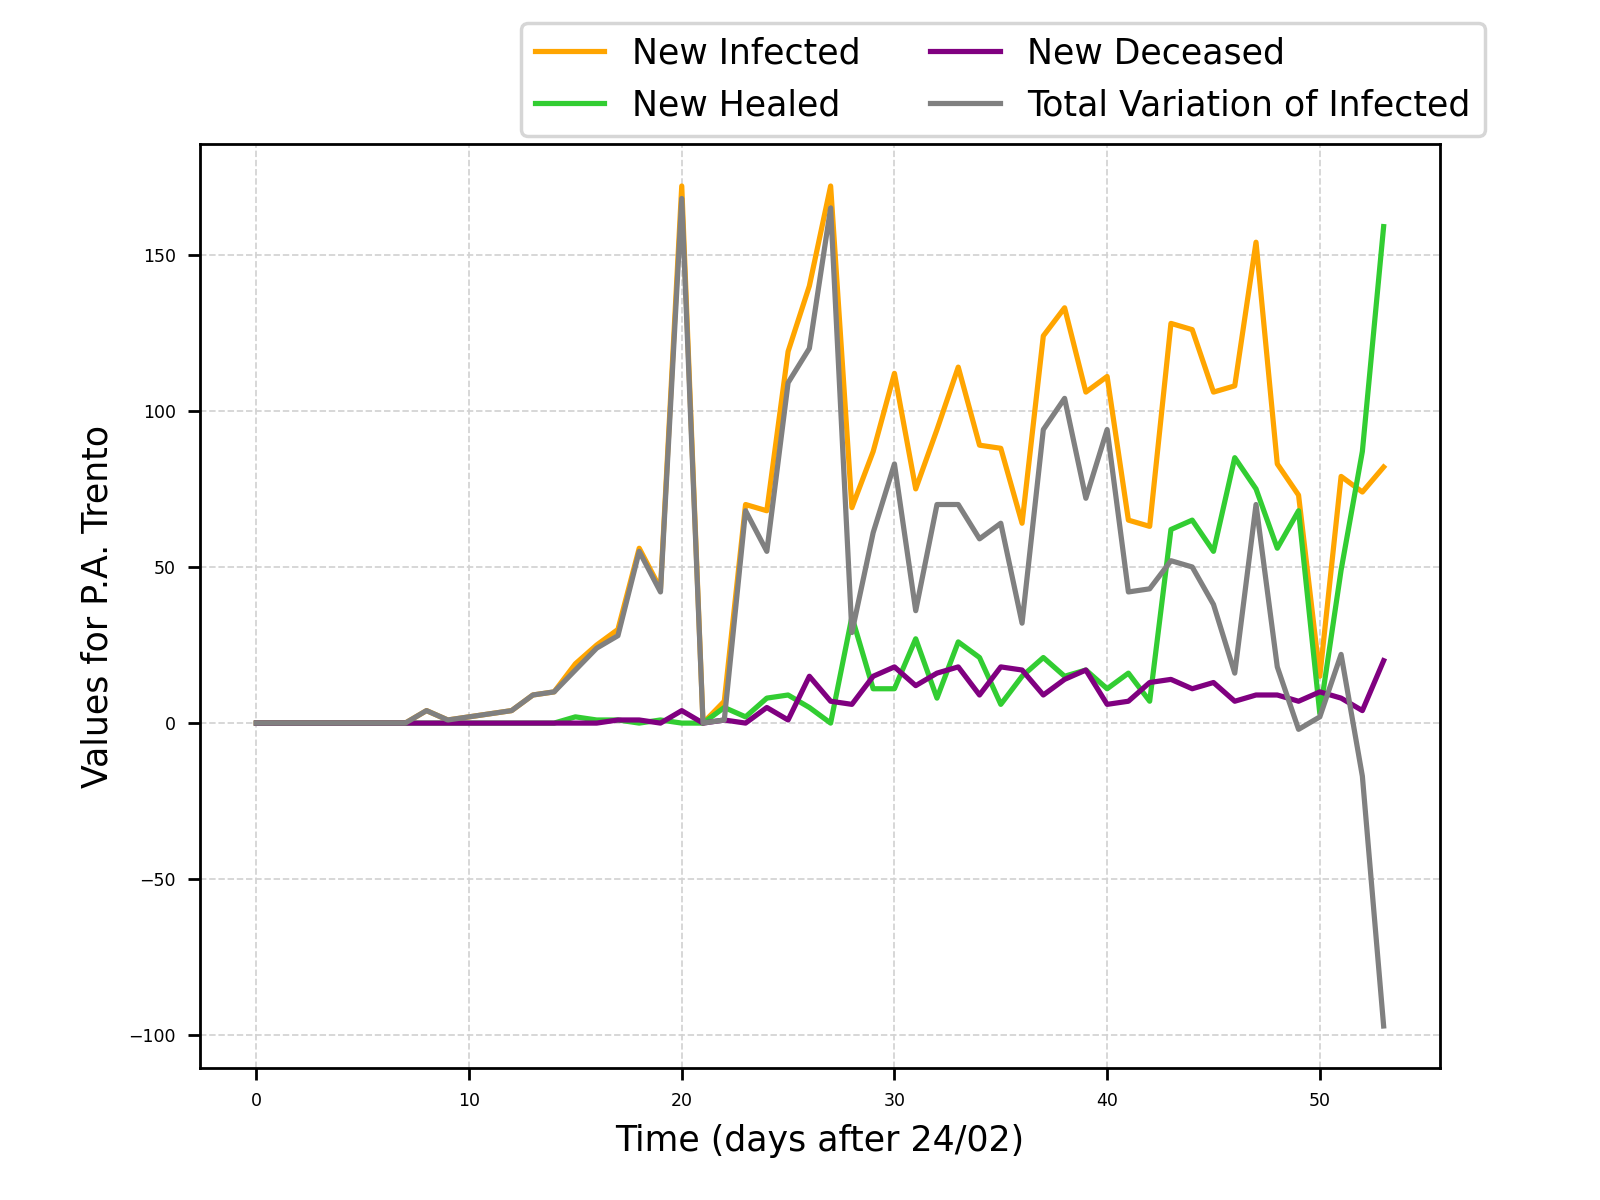 New Infected
New Healed
New Deceased
Total Variation of Infected
150
100
50
0
−50
−100
Values for P.A. Trento
0 10 20 30 40 50
Time (days after 24/02)